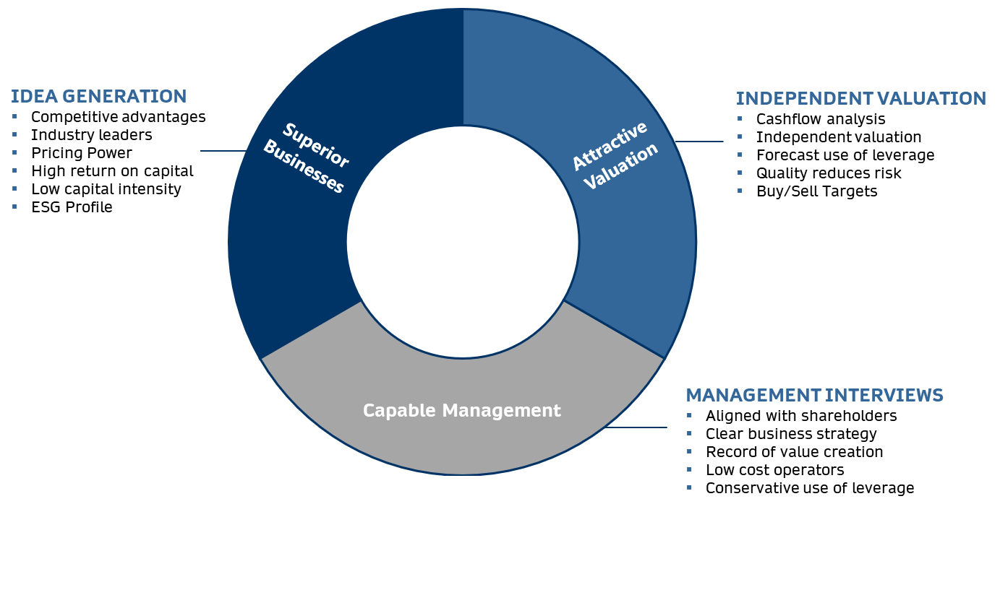 IDEA GENERATION
Competitive advantages
Industry leaders
Pricing Power
High return on capital
Low capital intensity
ESG Profile
Superior
Businesses
Attractive
Valuation
INDEPENDENT VALUATION
Cashflow analysis
Independent valuation
Forecast use of leverage
Quality reduces risk
Buy/Sell Targets
Capable Management
MANAGEMENT INTERVIEWS
Aligned with shareholders
Clear business strategy
Record of value creation
Low cost operators
Conservative use of leverage